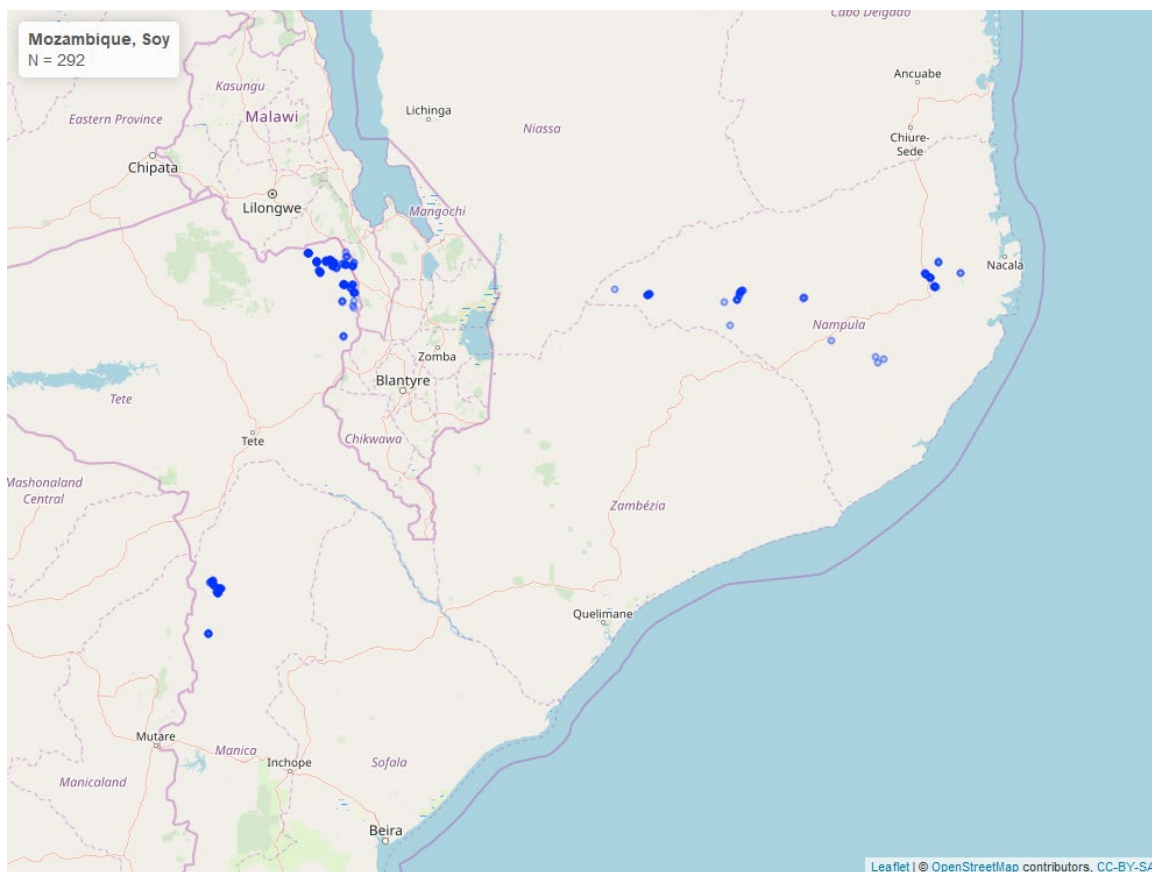 Mozambique, Soy
N = 292
Cabo Delgado
Ancuabe
Kasungu
Lichinga
Malawi
Eastern Province
Niassa
Chiure-
Sede
Chipata
Lilongwe
Mangochi
Nacala
Nampula
Zomba
Blantyre
Tete
Chikwawa
Tete
Mashonaland
Central
Zambézia
Quelimane
Mutare
Manica
Inchope
Sofala
Manicaland
Beira
Leaflet | © OpenStreetMap contributors, CC-BY-SA